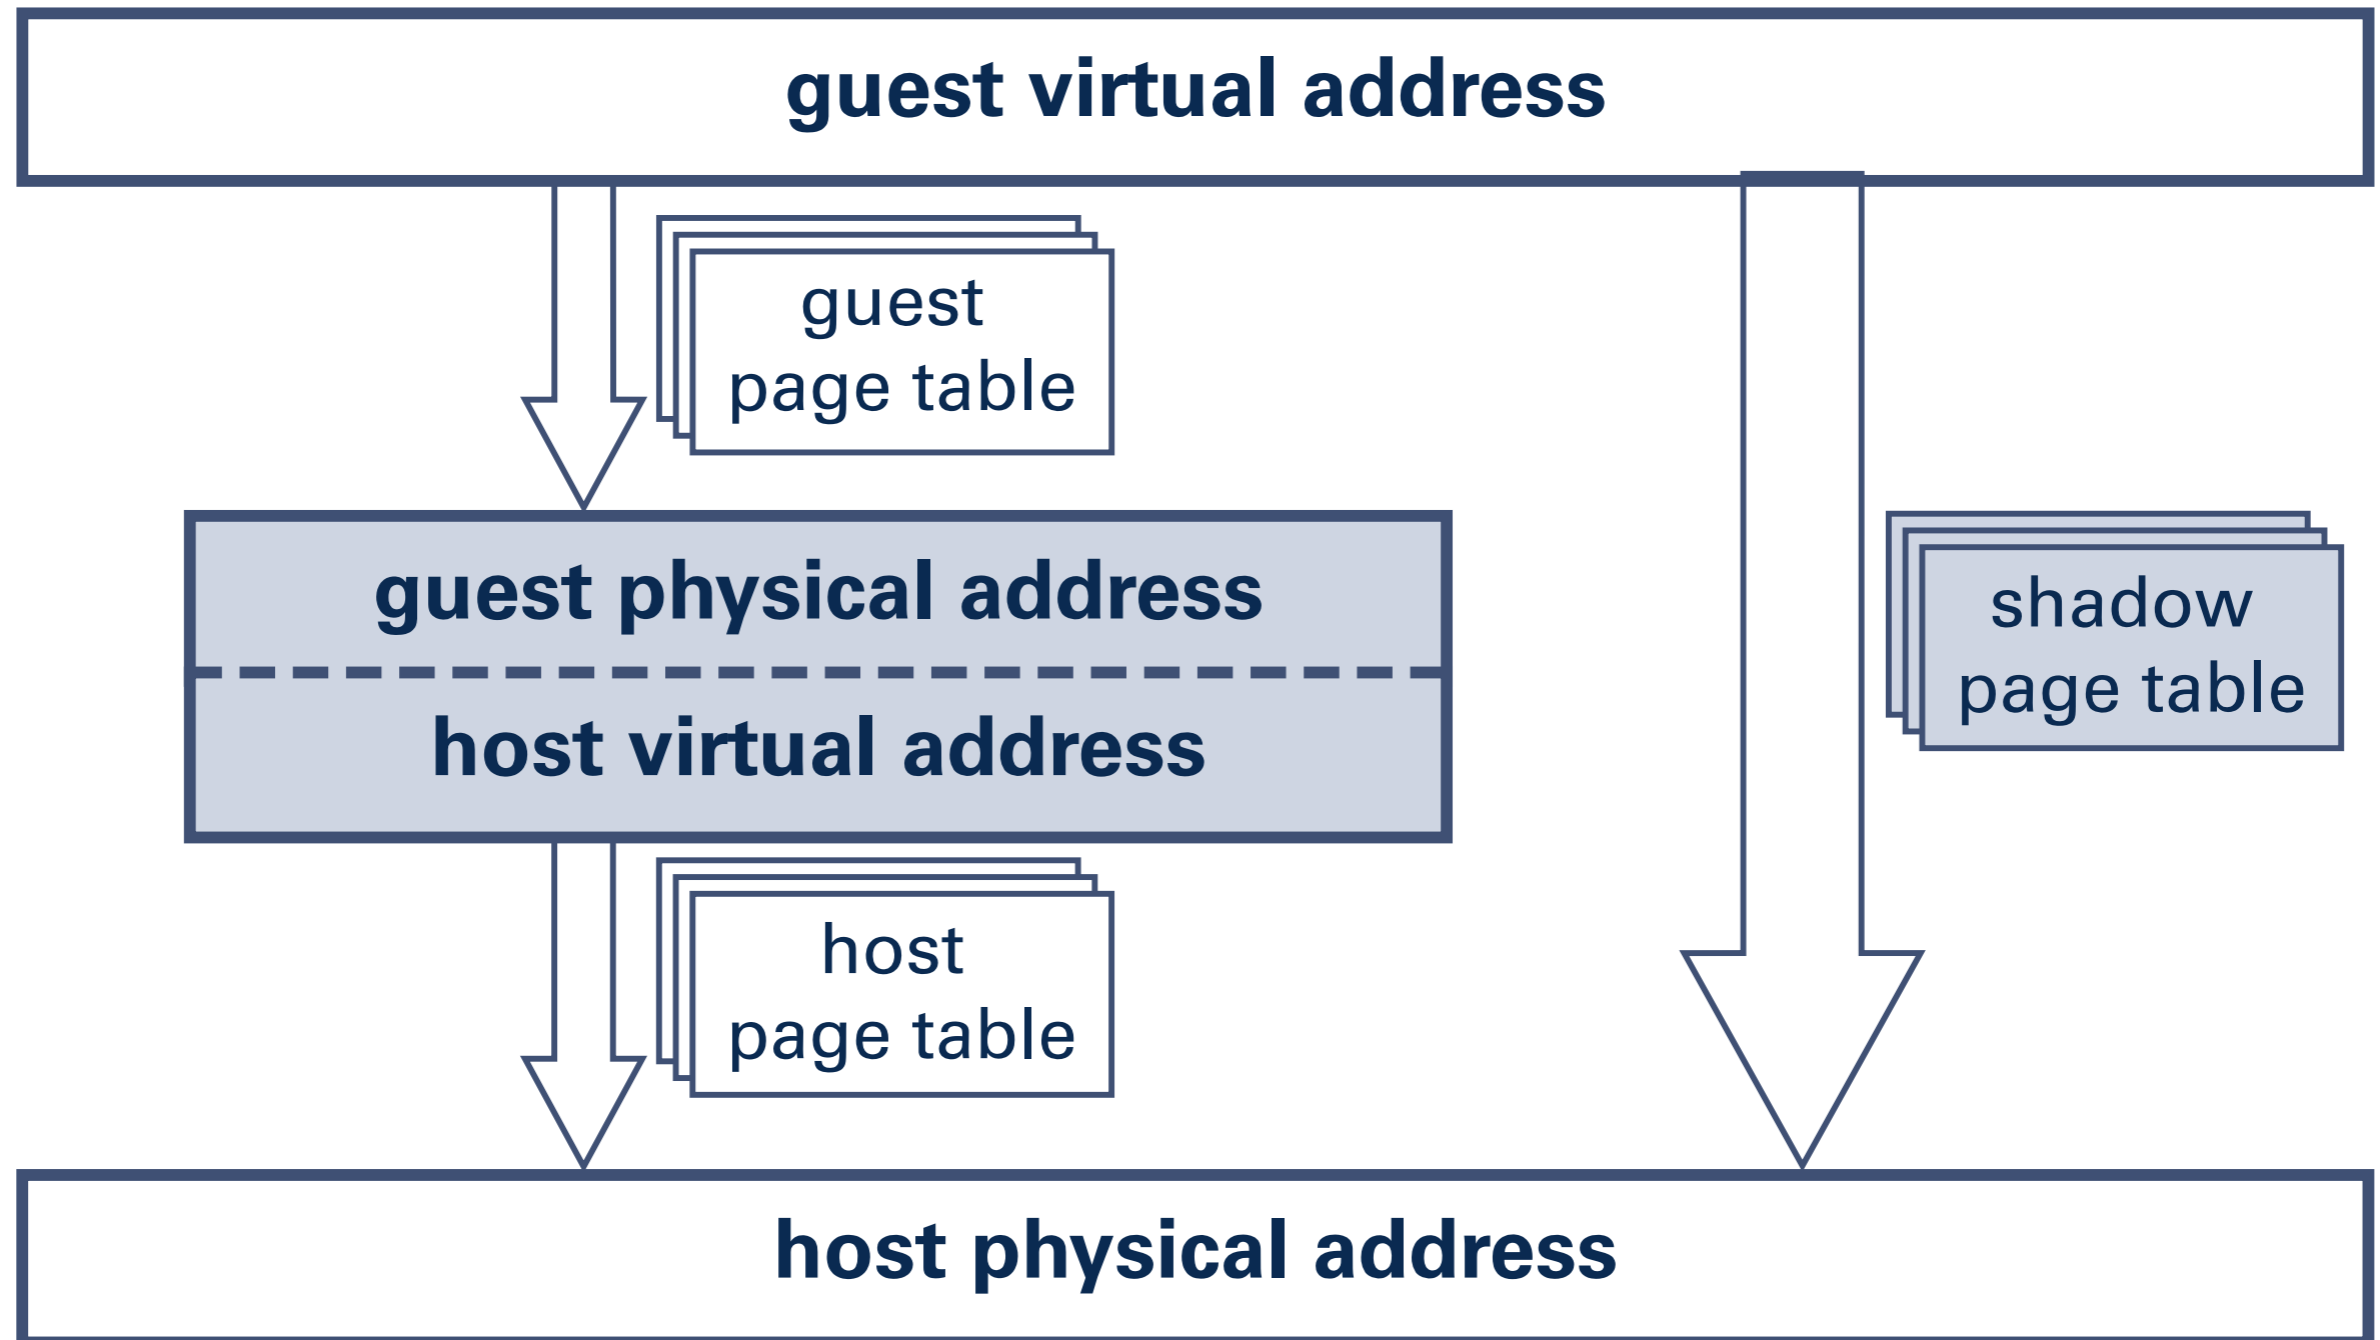 guest virtual address
guest
page table
guest physical address
host virtual address
shadow
page table
host
page table
host physical address